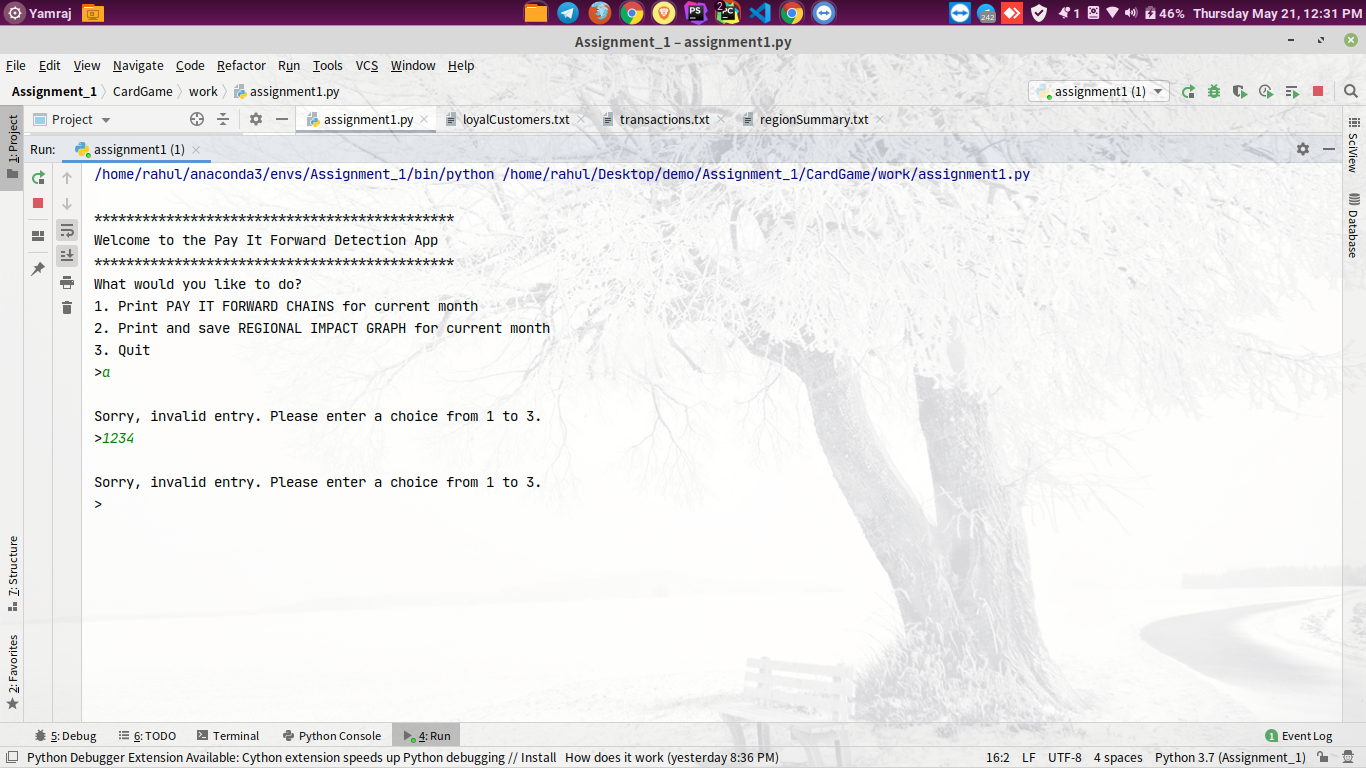 Yamraj
2
242
1
46%
Thursday May 21, 12:31 PM
Assignment_1 – assignment1.py
File Edit View Navigate Code Refactor Run Tools VCS Window Help
Assignment_1 CardGame work assignment1.py
assignment1 (1)
1: Project
Project
assignment1.py
loyalCustomers.txt
transactions.txt
regionSummary.txt
SciView
Database
Run: assignment1 (1)
/home/rahul/anaconda3/envs/Assignment_1/bin/python /home/rahul/Desktop/demo/Assignment_1/CardGame/work/assignment1.py
*********************************************
Welcome to the Pay It Forward Detection App
*********************************************
What would you like to do?
1. Print PAY IT FORWARD CHAINS for current month
2. Print and save REGIONAL IMPACT GRAPH for current month
3. Quit
>a
Sorry, invalid entry. Please enter a choice from 1 to 3.
>1234
Sorry, invalid entry. Please enter a choice from 1 to 3.
>
7: Structure
2: Favorites
5: Debug 6: TODO Terminal Python Console 4: Run 1 Event Log
Python Debugger Extension Available: Cython extension speeds up Python debugging // Install How does it work (yesterday 8:36 PM) 16:2 LF UTF-8 4 spaces Python 3.7 (Assignment_1)